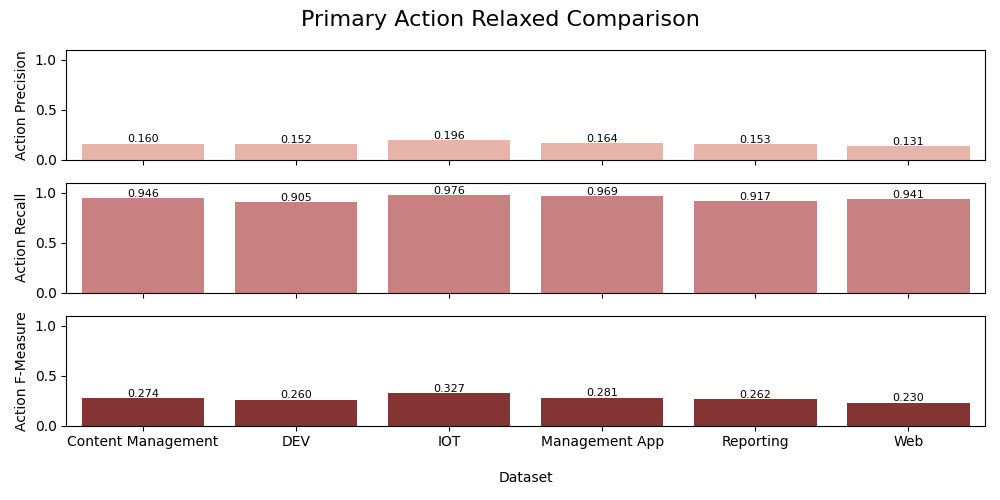 Primary Action Relaxed Comparison
Action Precision
1.0
0.5
0.0
0.160 0.152 0.196 0.164 0.153 0.131
Action Recall
1.0
0.5
0.0
0.946 0.905 0.976 0.969 0.917 0.941
Action F-Measure
1.0
0.5
0.0
0.274 0.260 0.327 0.281 0.262 0.230
Content Management DEV IOT Management App Reporting Web
Dataset